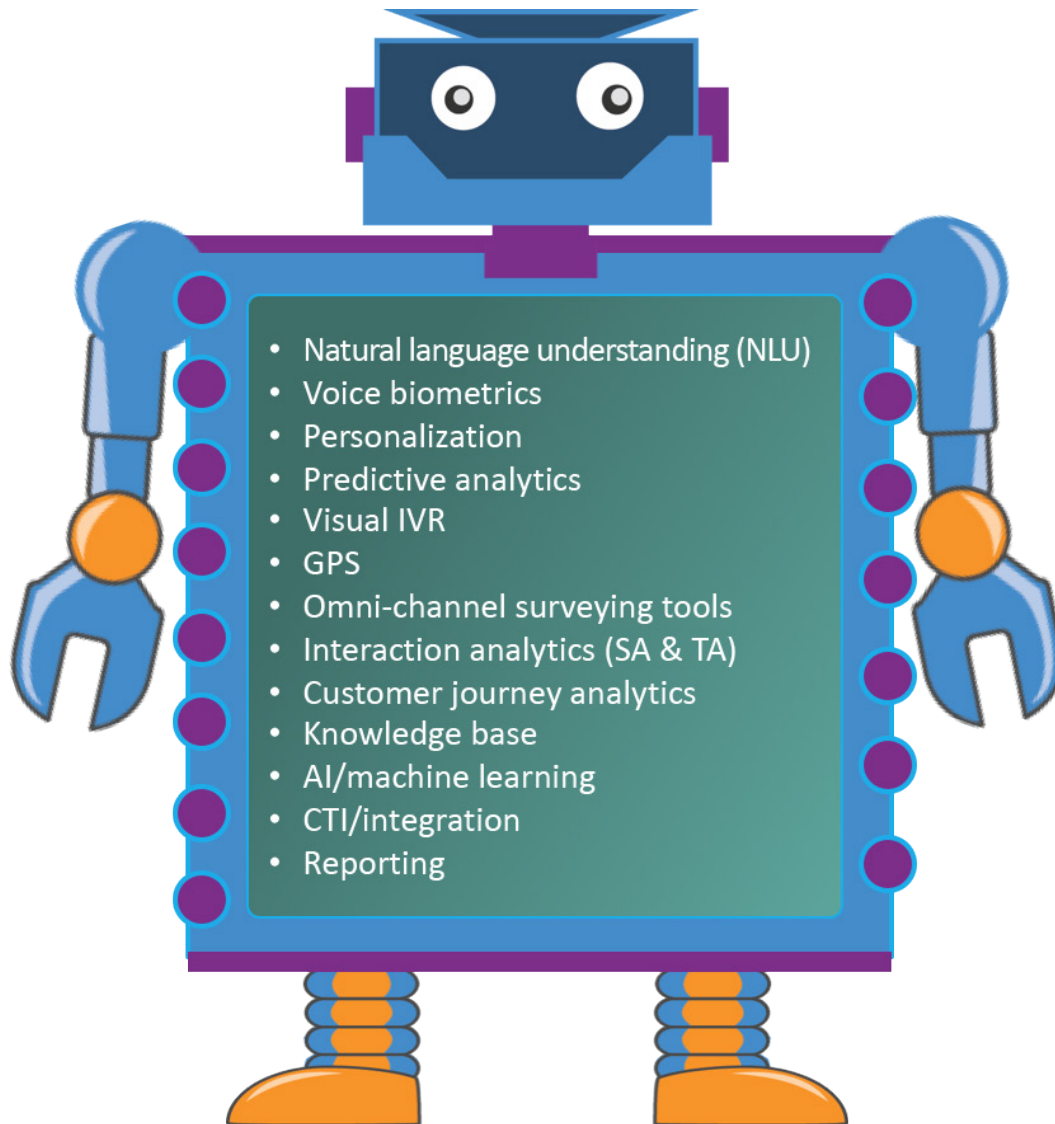 • Natural language understanding (NLU)
• Voice biometrics
• Personalization
• Predictive analytics
• Visual IVR
• GPS
• Omni-channel surveying tools
• Interaction analytics (SA & TA)
• Customer journey analytics
• Knowledge base
• AI/machine learning
• CTI/integration
• Reporting